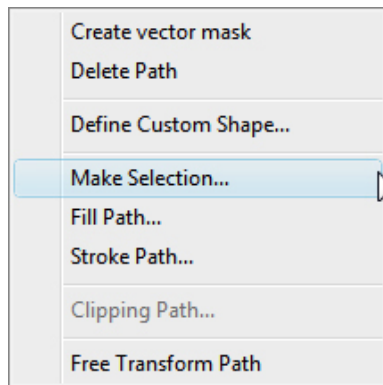 Create vector mask
Delete Path
Define Custom Shape...
Make Selection...
Fill Path...
Stroke Path...
Clipping Path...
Free Transform Path